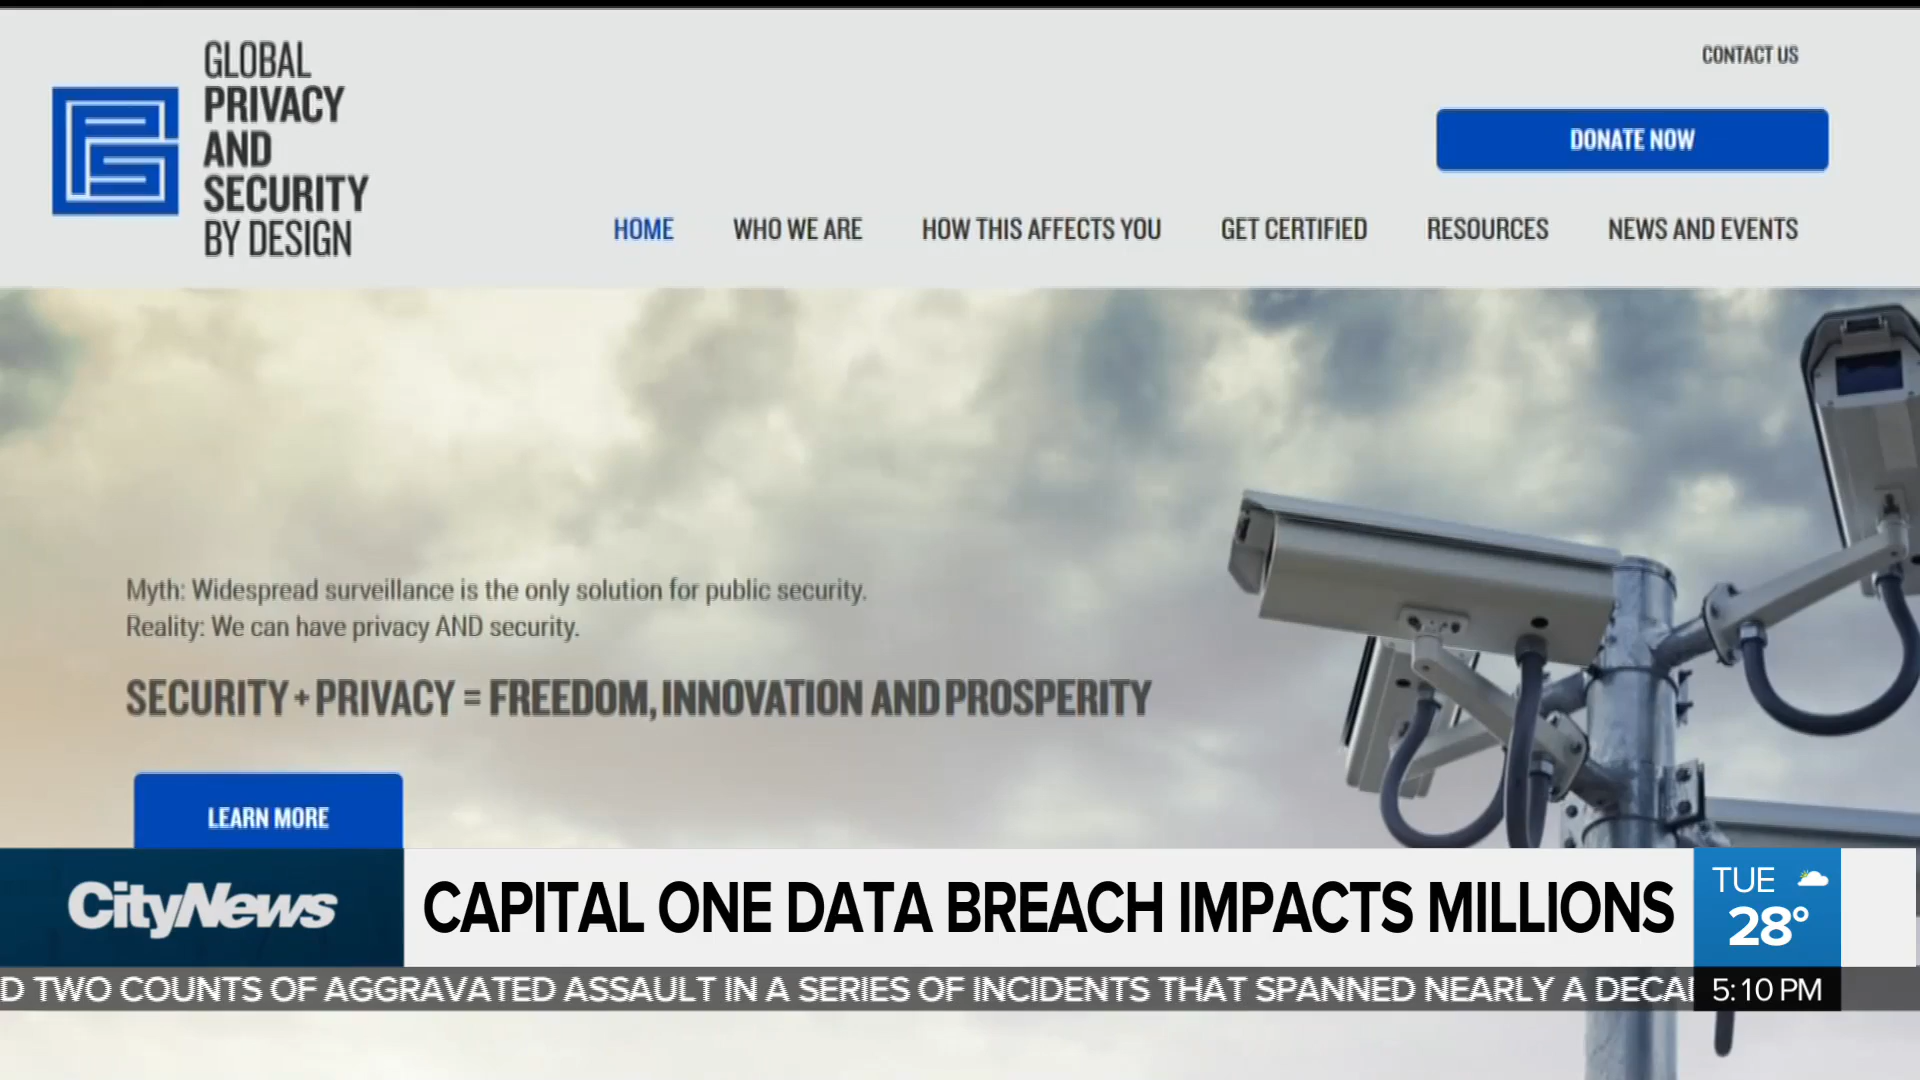 GLOBAL
PRIVACY
AND
SECURITY
BY DESIGN
CONTACT US
DONATE NOW
HOME WHO WE ARE HOW THIS AFFECTS YOU GET CERTIFIED RESOURCES NEWS AND EVENTS
Myth: Widespread surveillance is the only solution for public security.
Reality: We can have privacy AND security.
SECURITY + PRIVACY = FREEDOM, INNOVATION AND PROSPERITY
LEARN MORE
CityNews
CAPITAL ONE DATA BREACH IMPACTS MILLIONS
TUE
28°
D TWO COUNTS OF AGGRAVATED ASSAULT IN A SERIES OF INCIDENTS THAT SPANNED NEARLY A DECA
5:10 PM